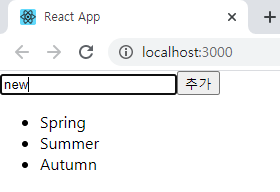 React App
localhost:3000
new 추가
Spring
Summer
Autumn